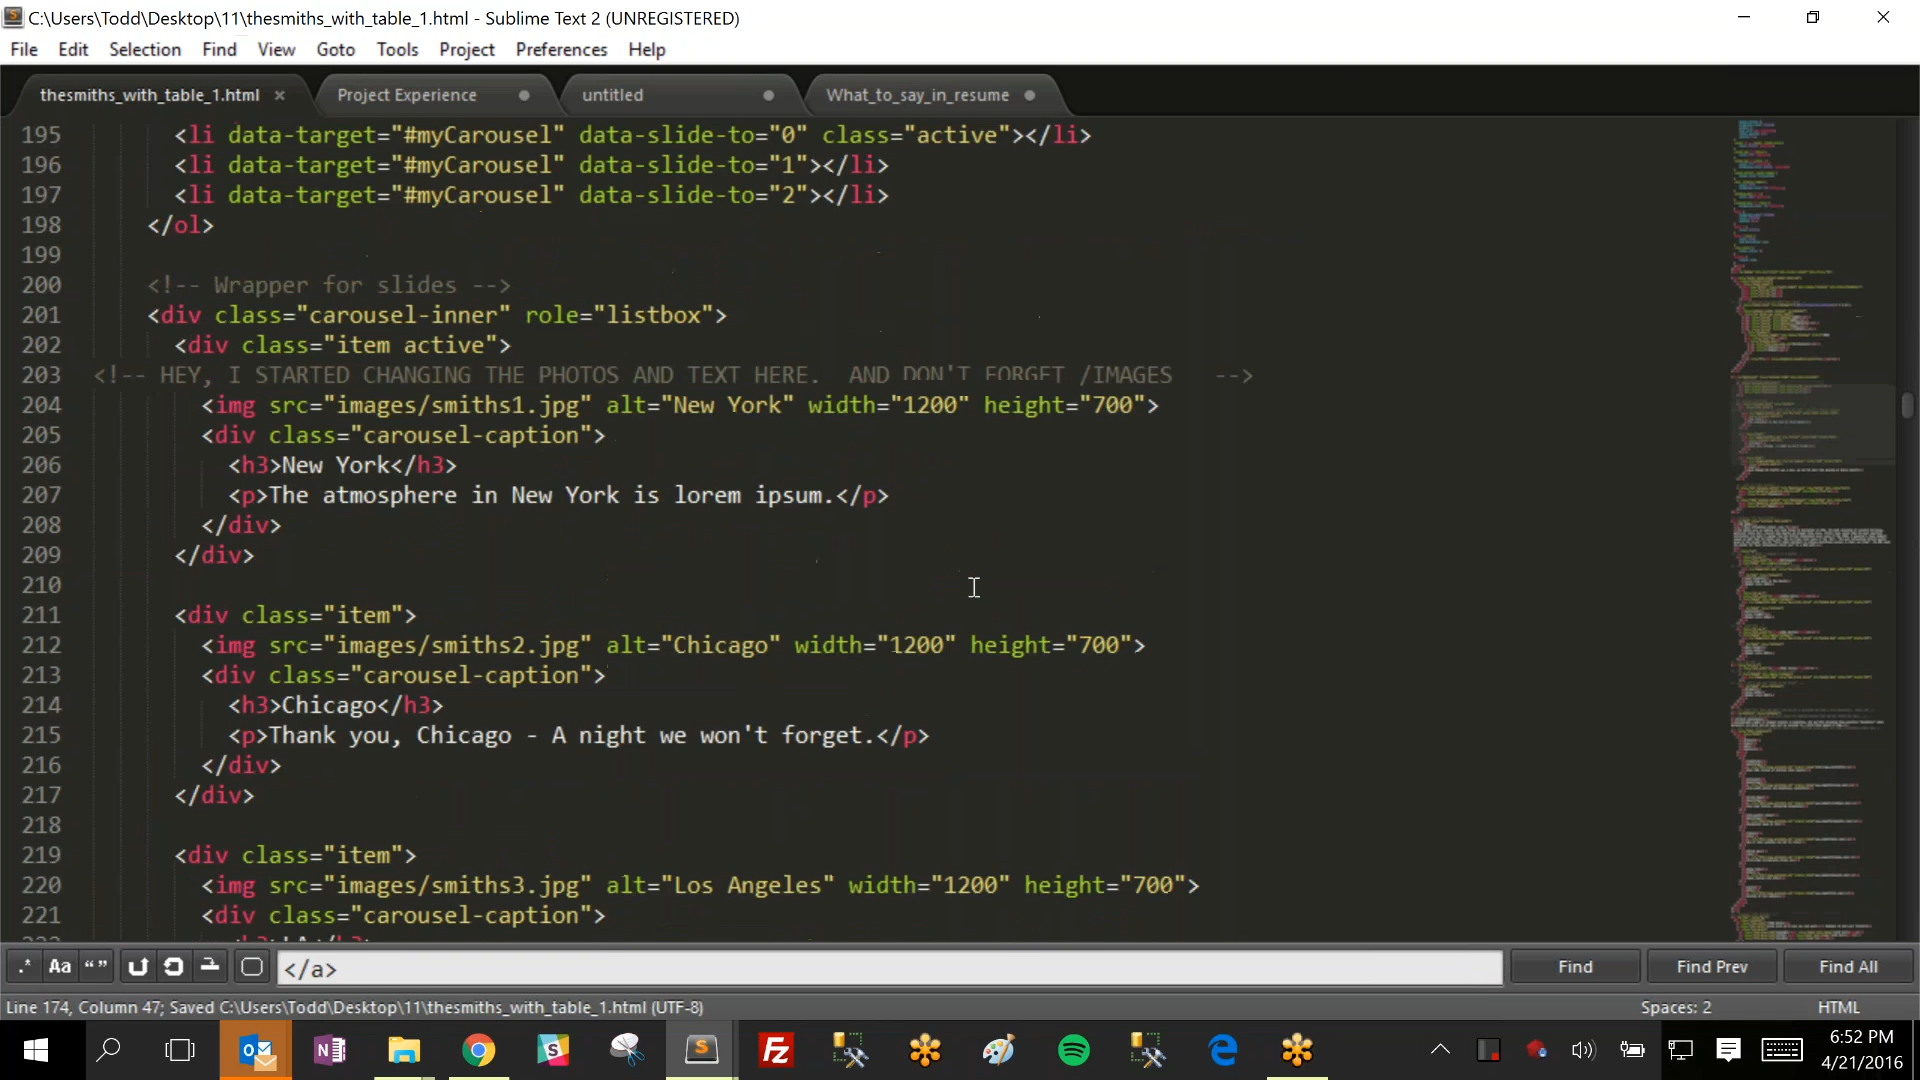 C:\Users\Todd\Desktop\11\thesmiths_with_table_1.html - Sublime Text 2 (UNREGISTERED)
File Edit Selection Find View Goto Tools Project Preferences Help
thesmiths_with_table_1.html × Project Experience untitled What_to_say_in_resume
195 <li data-target="#myCarousel" data-slide-to="0" class="active"></li>
196 <li data-target="#myCarousel" data-slide-to="1"></li>
197 <li data-target="#myCarousel" data-slide-to="2"></li>
198 </ol>
199
200 <!-- Wrapper for slides -->
201 <div class="carousel-inner" role="listbox">
202 <div class="item active">
203 <!-- HEY, I STARTED CHANGING THE PHOTOS AND TEXT HERE. AND DON'T FORGET /IMAGES -->
204 <img src="images/smiths1.jpg" alt="New York" width="1200" height="700">
205 <div class="carousel-caption">
206 <h3>New York</h3>
207 <p>The atmosphere in New York is lorem ipsum.</p>
208 </div>
209 </div>
210
211 <div class="item">
212 <img src="images/smiths2.jpg" alt="Chicago" width="1200" height="700">
213 <div class="carousel-caption">
214 <h3>Chicago</h3>
215 <p>Thank you, Chicago - A night we won't forget.</p>
216 </div>
217 </div>
218
219 <div class="item">
220 <img src="images/smiths3.jpg" alt="Los Angeles" width="1200" height="700">
221 <div class="carousel-caption">
.* Aa “” </a> Find Find Prev Find All
Line 174, Column 47; Saved C:\Users\Todd\Desktop\11\thesmiths_with_table_1.html (UTF-8) Spaces: 2 HTML
6:52 PM
4/21/2016